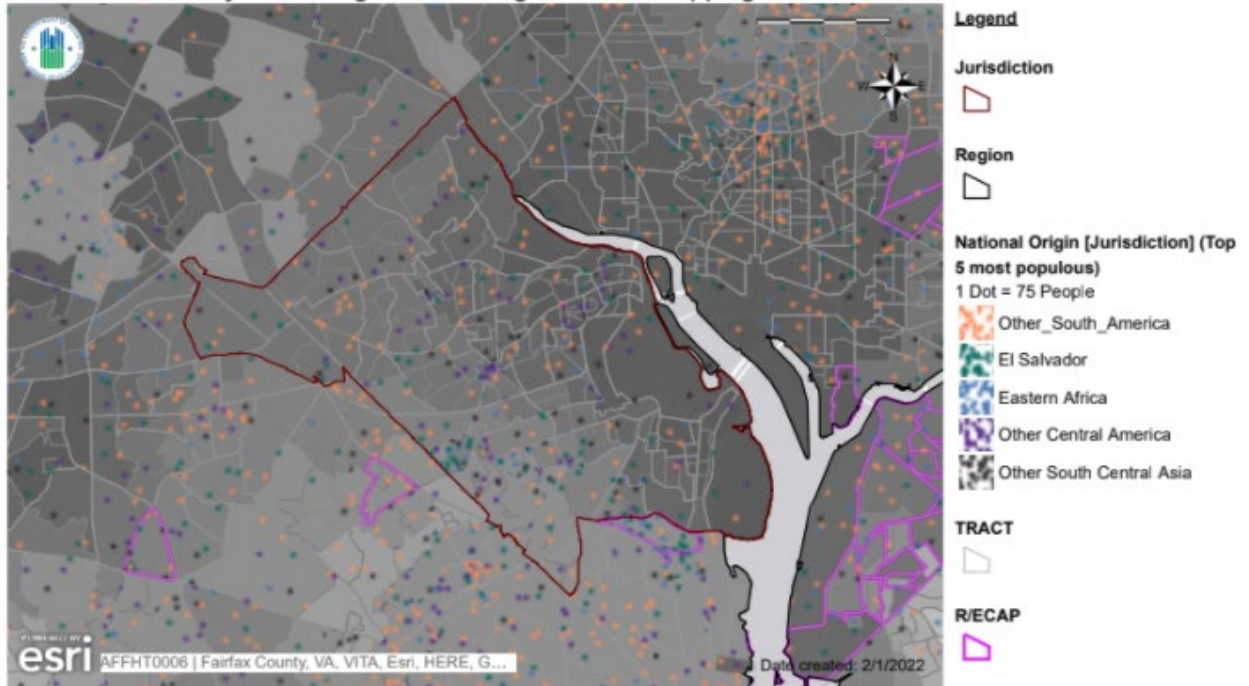 Legend
Jurisdiction
Region
National Origin [Jurisdiction] (Top
5 most populous)
1 Dot = 75 People
Other_South_America
El Salvador
Eastern Africa
Other Central America
Other South Central Asia
TRACT
R/ECAP
N
W E
S
esri
AFFHT0006 | Fairfax County, VA, VITA, Esri, HERE, G...
Date created: 2/1/2022